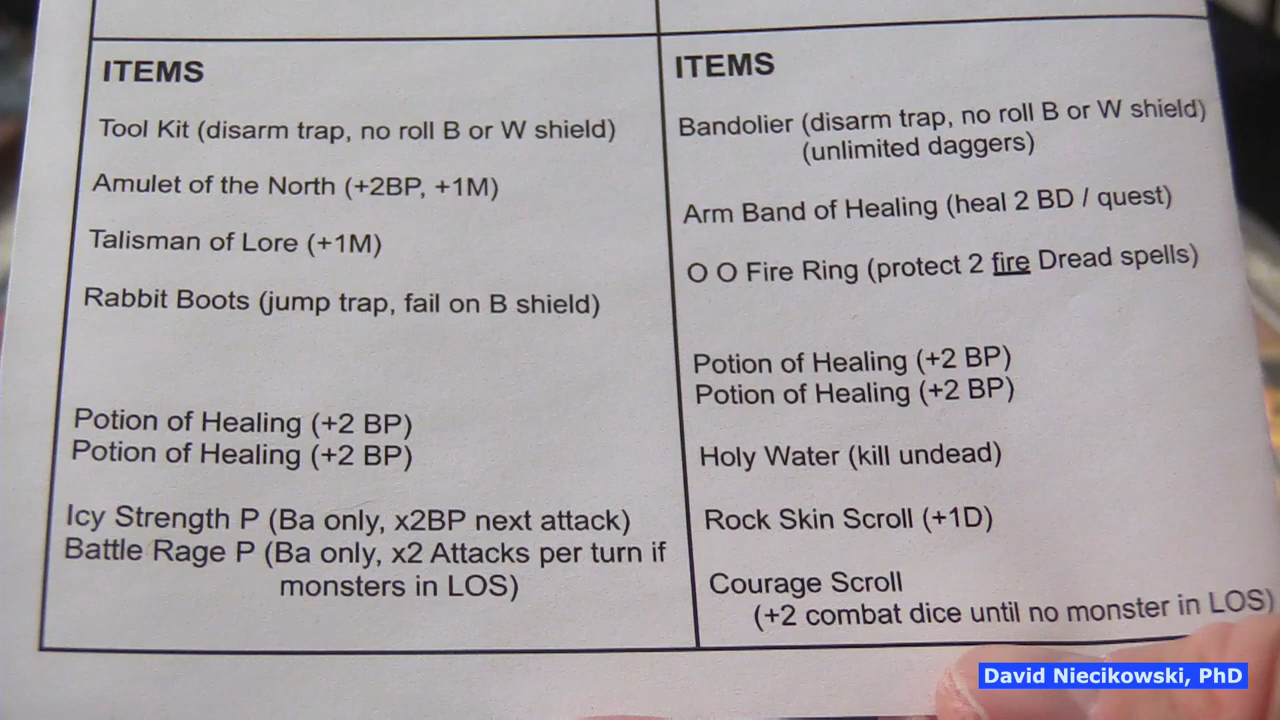 ITEMS
Tool Kit (disarm trap, no roll B or W shield)
Amulet of the North (+2BP, +1M)
Talisman of Lore (+1M)
Rabbit Boots (jump trap, fail on B shield)
Potion of Healing (+2 BP)
Potion of Healing (+2 BP)
Icy Strength P (Ba only, x2BP next attack)
Battle Rage P (Ba only, x2 Attacks per turn if
monsters in LOS)
ITEMS
Bandolier (disarm trap, no roll B or W shield)
(unlimited daggers)
Arm Band of Healing (heal 2 BD / quest)
O O Fire Ring (protect 2 fire Dread spells)
Potion of Healing (+2 BP)
Potion of Healing (+2 BP)
Holy Water (kill undead)
Rock Skin Scroll (+1D)
Courage Scroll
(+2 combat dice until no monster in LOS)
David Niecikowski, PhD